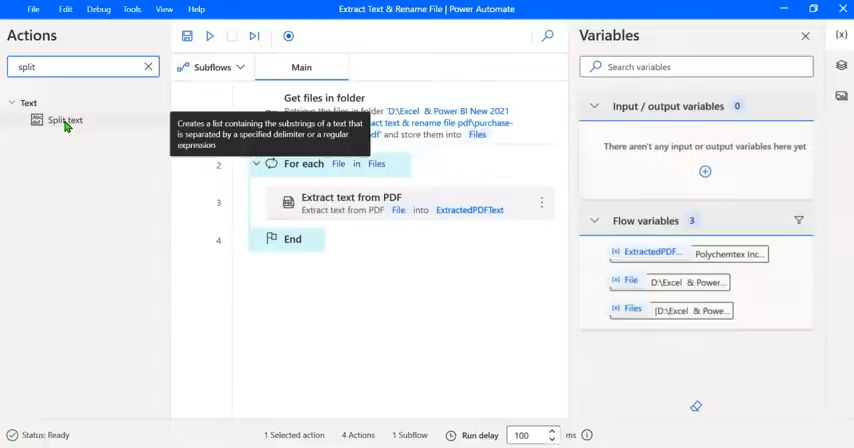 File Edit Debug Tools View Help Extract Text & Rename File | Power Automate
Actions
split
Text
Split text
Creates a list containing the substrings of a text that
is separated by a specified delimiter or a regular
expression
Subflows Main
Get files in folder
Retrieve the files in folder 'D:\Excel & Power BI New 2021
xtract text & rename file pdf\purchase-
df' and store them into Files
2 For each File in Files
3 Extract text from PDF
Extract text from PDF File into ExtractedPDFText
4 End
Variables
{x}
Search variables
Input / output variables 0
There aren't any input or output variables here yet
Flow variables 3
{x} ExtractedPDF... Polychemtex Inc...
{x} File D:\Excel & Power...
{x} Files [D:\Excel & Powe...
Status: Ready 1 Selected action 4 Actions 1 Subflow Run delay 100 ms